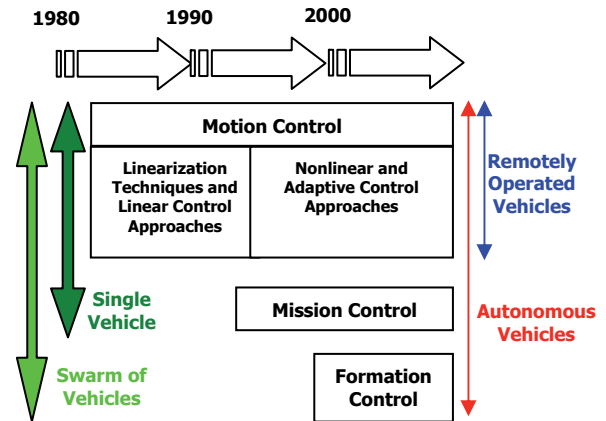 1980
1990
2000
Motion Control
Linearization
Techniques and
Linear Control
Approaches
Nonlinear and
Adaptive Control
Approaches
Remotely
Operated
Vehicles
Single
Vehicle
Mission Control
Autonomous
Vehicles
Swarm of
Vehicles
Formation
Control